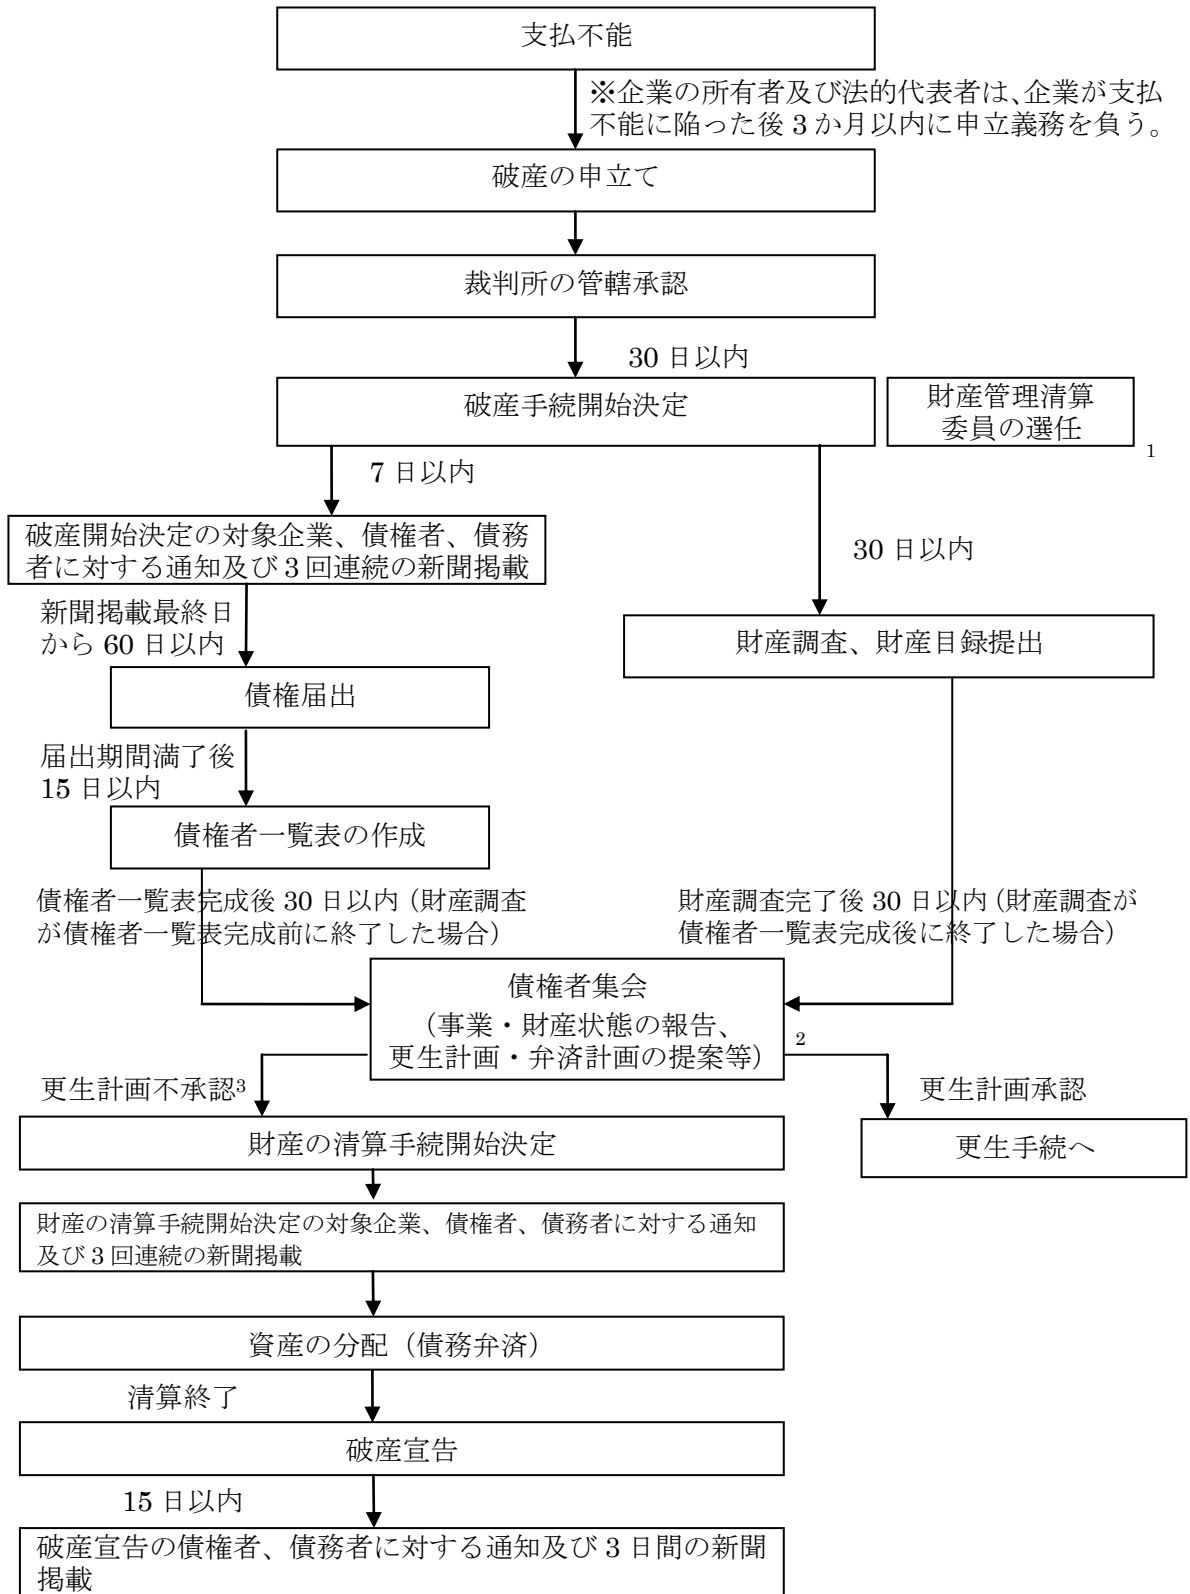 支払不能
※企業の所有者及び法的代表者は、企業が支払
不能に陥った後 3 か月以内に申立義務を負う。
破産の申立て
裁判所の管轄承認
30 日以内
破産手続開始決定
財産管理清算
委員の選任
1
7 日以内
破産開始決定の対象企業、債権者、債務
者に対する通知及び 3 回連続の新聞掲載
30 日以内
新聞掲載最終日
から 60 日以内
財産調査、財産目録提出
債権届出
届出期間満了後
15 日以内
債権者一覧表の作成
債権者一覧表完成後 30 日以内（財産調査
が債権者一覧表完成前に終了した場合）
財産調査完了後 30 日以内（財産調査が
債権者一覧表完成後に終了した場合）
債権者集会
（事業・財産状態の報告、
更生計画・弁済計画の提案等）
2
更生計画不承認3
更生計画承認
財産の清算手続開始決定
更生手続へ
財産の清算手続開始決定の対象企業、債権者、債務者に対する通知
及び 3 回連続の新聞掲載
資産の分配（債務弁済）
清算終了
破産宣告
15 日以内
破産宣告の債権者、債務者に対する通知及び 3 日間の新聞
掲載